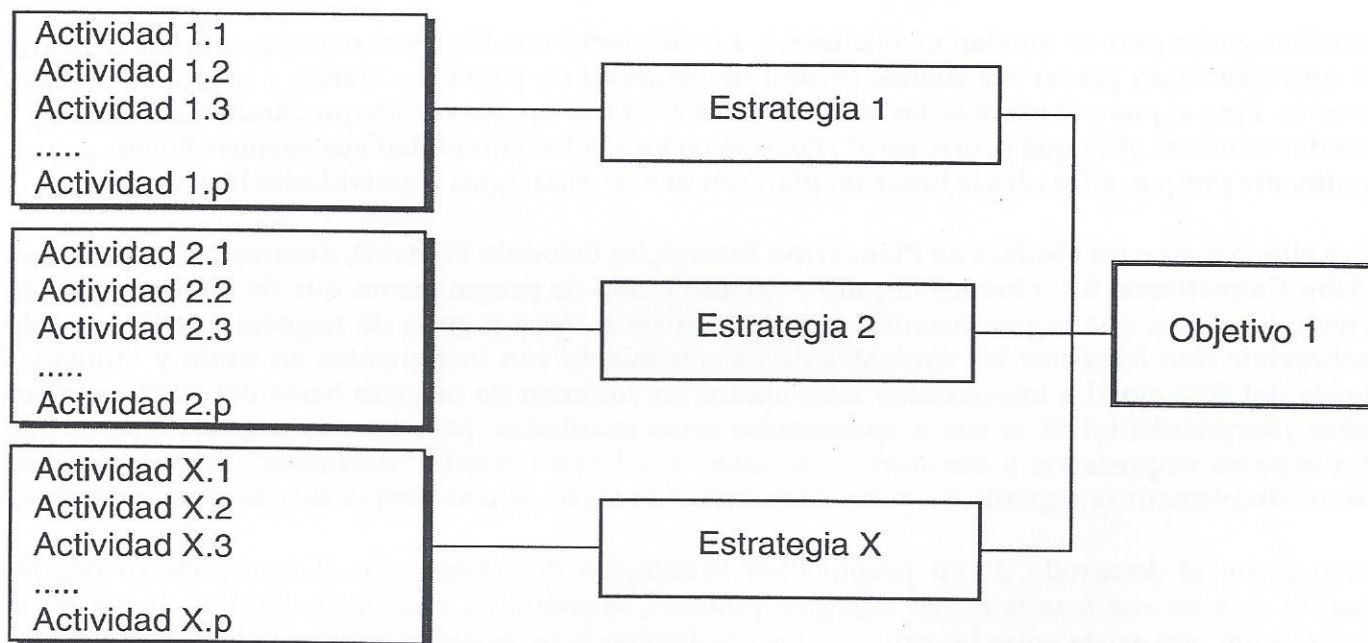 Actividad 1.1
Actividad 1.2
Actividad 1.3
.....
Actividad 1.p
Estrategia 1
Actividad 2.1
Actividad 2.2
Actividad 2.3
.....
Actividad 2.p
Estrategia 2
Objetivo 1
Actividad X.1
Actividad X.2
Actividad X.3
.....
Actividad X.p
Estrategia X